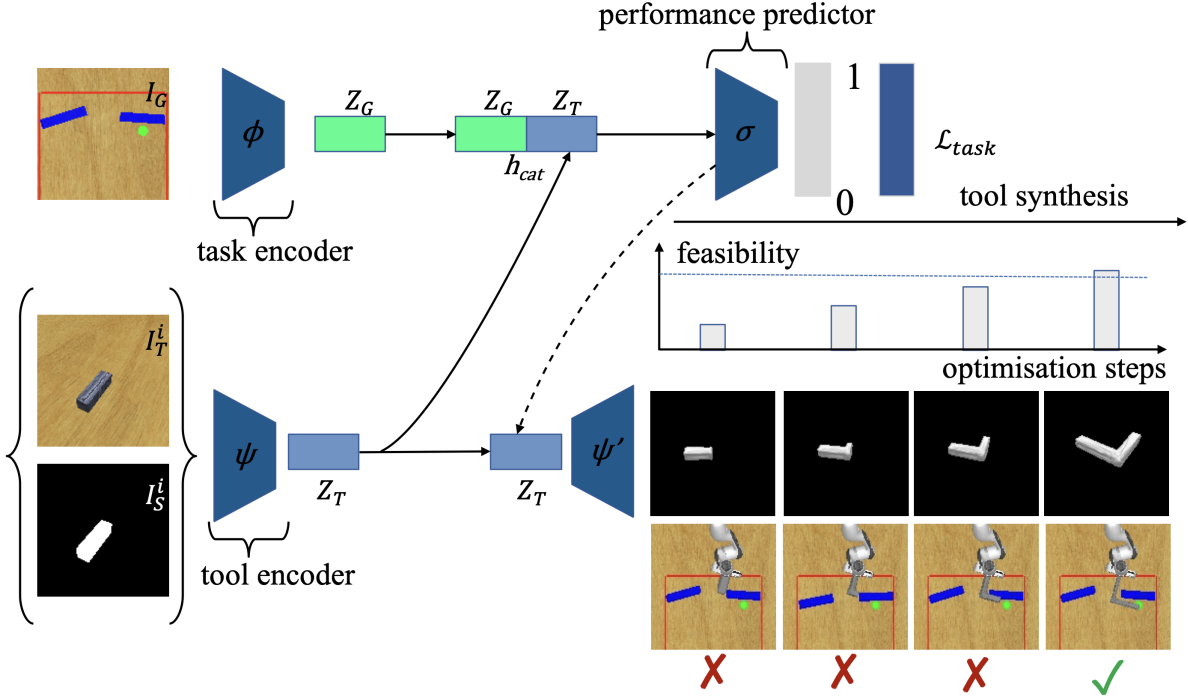 performance predictor
I_G
ϕ
Z_G
Z_G Z_T
h_cat
σ
1
0
ℒ_task
tool synthesis
task encoder
feasibility
optimisation steps
I_T^i
I_S^i
ψ
Z_T
Z_T
ψ'
tool encoder
✗ ✗ ✗ ✓